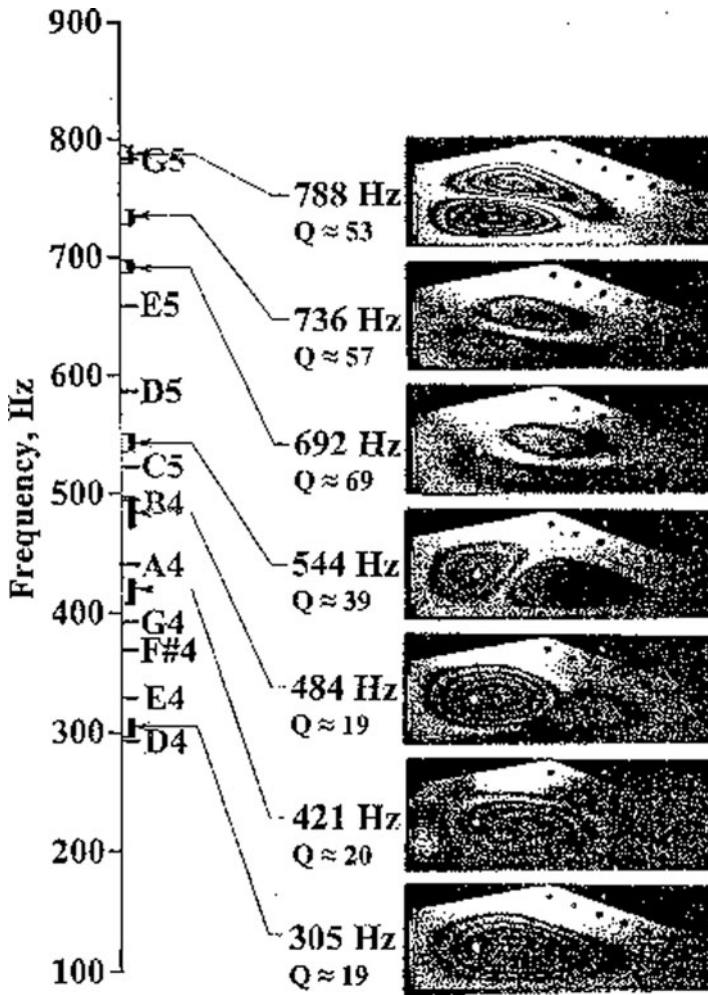 Frequency, Hz
900
800
700
600
500
400
300
200
100
G5
E5
D5
C5
B4
A4
G4
F#4
E4
D4
788 Hz
Q ≈ 53
736 Hz
Q ≈ 57
692 Hz
Q ≈ 69
544 Hz
Q ≈ 39
484 Hz
Q ≈ 19
421 Hz
Q ≈ 20
305 Hz
Q ≈ 19